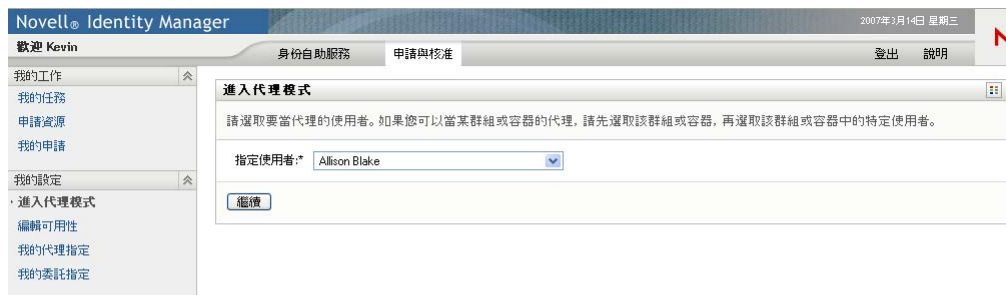 Novell® Identity Manager
2007年3月14日 星期三
歡迎 Kevin
身份自助服務
申請與核准
登出
說明
N
我的工作
我的任務
申請資源
我的申請
我的設定
進入代理模式
編輯可用性
我的代理指定
我的委託指定
進入代理模式
請選取要當代理的使用者。如果您可以當某群組或容器的代理, 請先選取該群組或容器, 再選取該群組或容器中的特定使用者。
指定使用者:*
Allison Blake
繼續